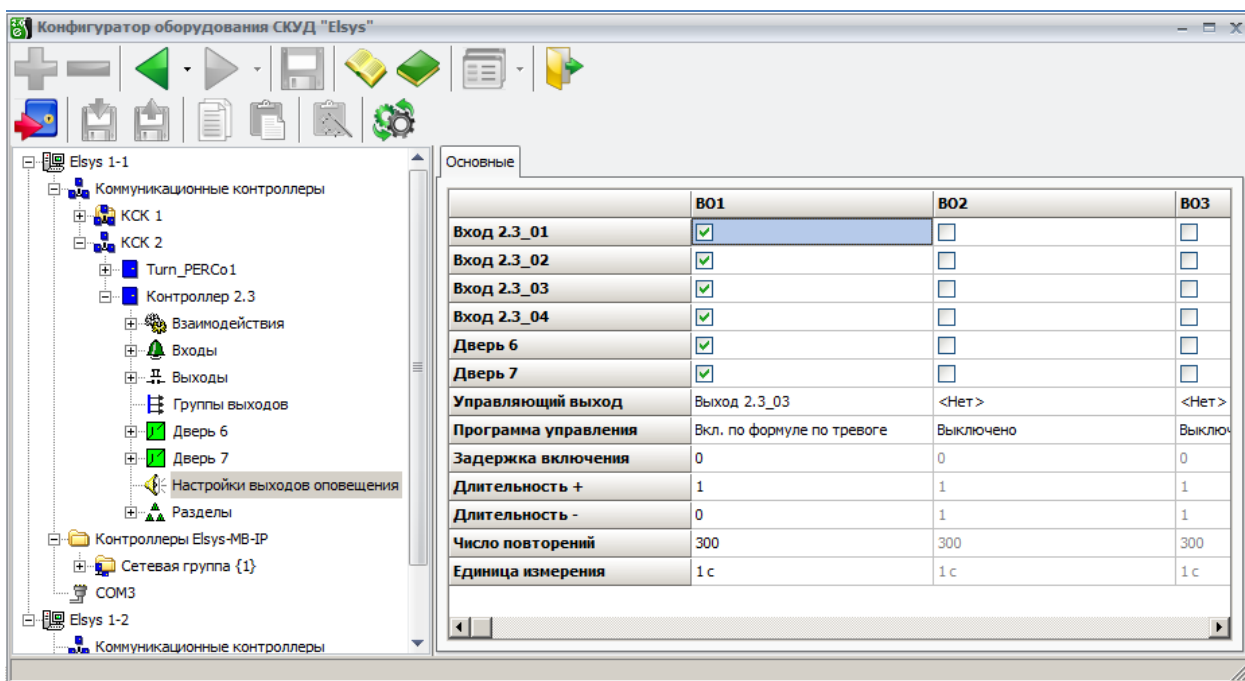 Конфигуратор оборудования СКУД "Elsys"
Elsys 1-1
Коммуникационные контроллеры
КСК 1
КСК 2
Turn_PERCo1
Контроллер 2.3
Взаимодействия
Входы
Выходы
Группы выходов
Дверь 6
Дверь 7
Настройки выходов оповещения
Разделы
Контроллеры Elsys-MB-IP
Сетевая группа {1}
COM3
Elsys 1-2
Коммуникационные контроллеры
Основные
ВО1 ВО2 ВО3
Вход 2.3_01
Вход 2.3_02
Вход 2.3_03
Вход 2.3_04
Дверь 6
Дверь 7
Управляющий выход Выход 2.3_03 <Нет> <Нет>
Программа управления Вкл. по формуле по тревоге Выключено Выклю
Задержка включения 0 0 0
Длительность + 1 1 1
Длительность - 0 1 1
Число повторений 300 300 300
Единица измерения 1 с 1 с 1 с